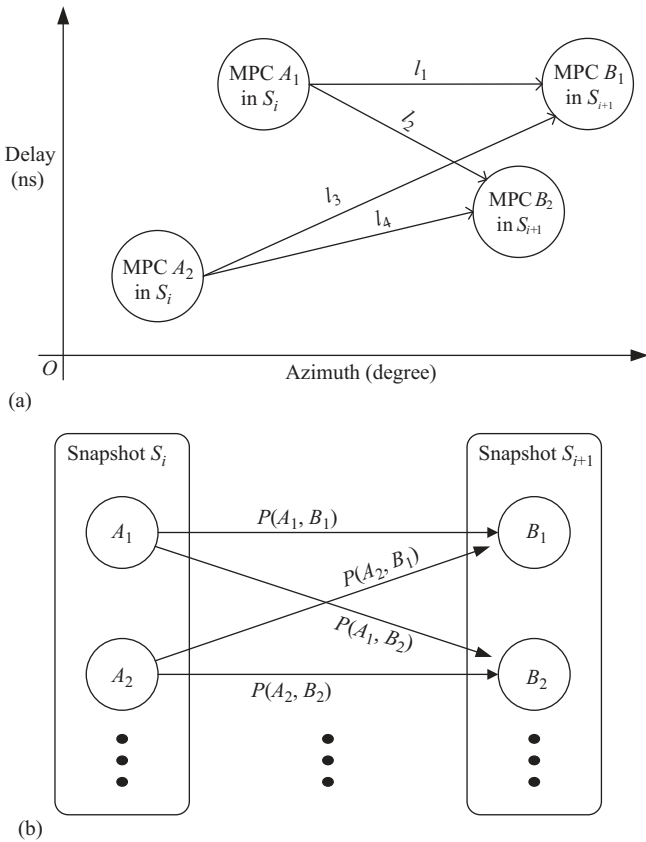 MPC A₁
in Sᵢ
l₁
MPC B₁
in Sᵢ₊₁
l₂
Delay
(ns)
l₃
MPC B₂
in Sᵢ₊₁
l₄
MPC A₂
in Sᵢ
O
Azimuth (degree)
(a)
Snapshot Sᵢ
Snapshot Sᵢ₊₁
A₁
P(A₁, B₁)
B₁
P(A₂, B₁)
P(A₁, B₂)
A₂
P(A₂, B₂)
B₂
(b)